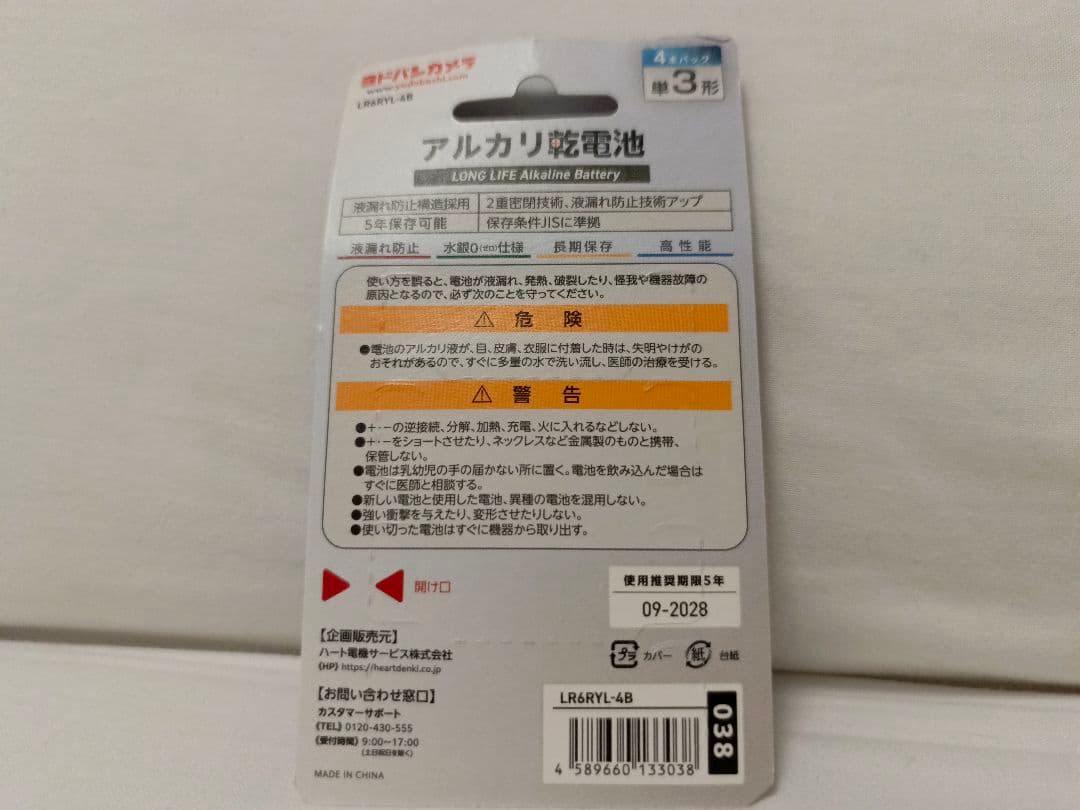 ヨドバシカメラ
www.yodobashi.com
LR6RYL-4B
4本パック
単3形
アルカリ乾電池
LONG LIFE Alkaline Battery
液漏れ防止構造採用 2重密閉技術、液漏れ防止技術アップ
5年保存可能 保存条件JISに準拠
液漏れ防止 水銀0(ゼロ)仕様 長期保存 高性能
使い方を誤ると、電池が液漏れ、発熱、破裂したり、怪我や機器故障の
原因となるので、必ず次のことを守ってください。
⚠ 危険
●電池のアルカリ液が、目、皮膚、衣服に付着した時は、失明やけがの
おそれがあるので、すぐに多量の水で洗い流し、医師の治療を受ける。
⚠ 警告
●+・-の逆接続、分解、加熱、充電、火に入れるなどしない。
●+・-をショートさせたり、ネックレスなど金属製のものと携帯、
保管しない。
●電池は乳幼児の手の届かない所に置く。電池を飲み込んだ場合は
すぐに医師と相談する。
●新しい電池と使用した電池、異種の電池を混用しない。
●強い衝撃を与えたり、変形させたりしない。
●使い切った電池はすぐに機器から取り出す。
開け口
使用推奨期限5年
09-2028
【企画販売元】
ハート電機サービス株式会社
《HP》https://heartdenki.co.jp
プラ カバー 紙 台紙
【お問い合わせ窓口】
カスタマーサポート
《TEL》0120-430-555
《受付時間》9:00~17:00
(土日祝日を除く)
MADE IN CHINA
LR6RYL-4B
038
4 589660 133038